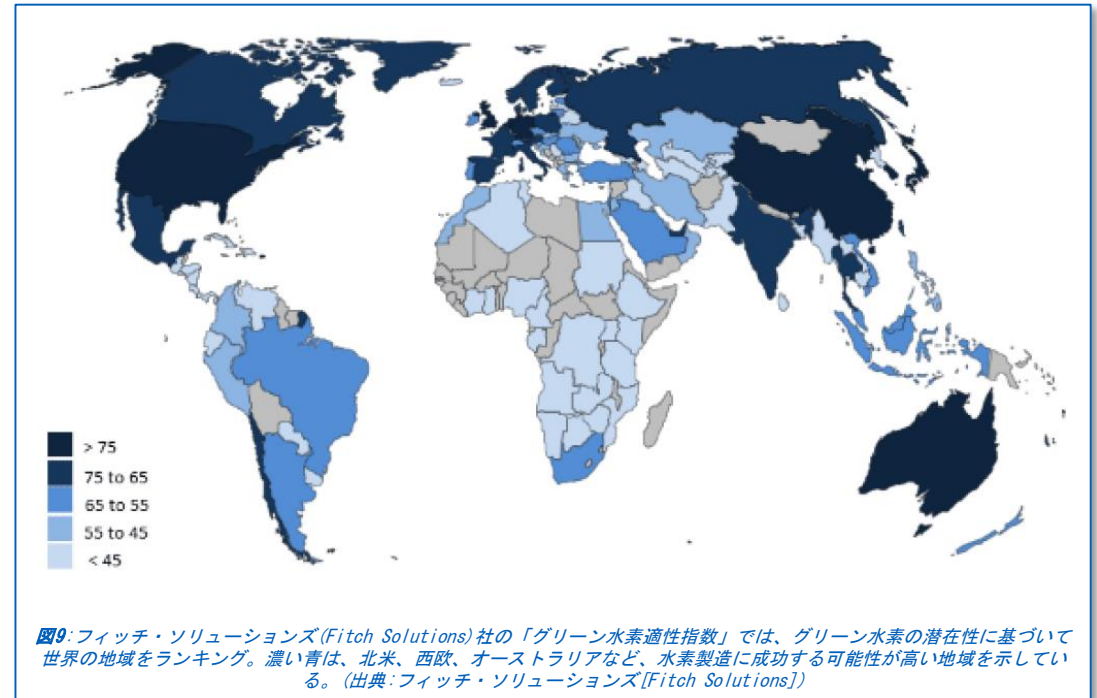 > 75
75 to 65
65 to 55
55 to 45
< 45
図9:フィッチ・ソリューションズ(Fitch Solutions)社の「グリーン水素適性指数」では、グリーン水素の潜在性に基づいて
世界の地域をランキング。濃い青は、北米、西欧、オーストラリアなど、水素製造に成功する可能性が高い地域を示してい
る。(出典:フィッチ・ソリューションズ[Fitch Solutions])